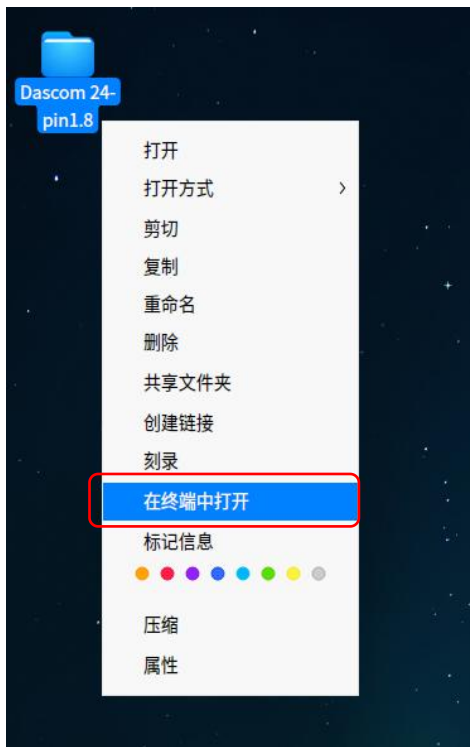 Dascom 24-
pin1.8
打开
打开方式
剪切
复制
重命名
删除
共享文件夹
创建链接
刻录
在终端中打开
标记信息
压缩
属性